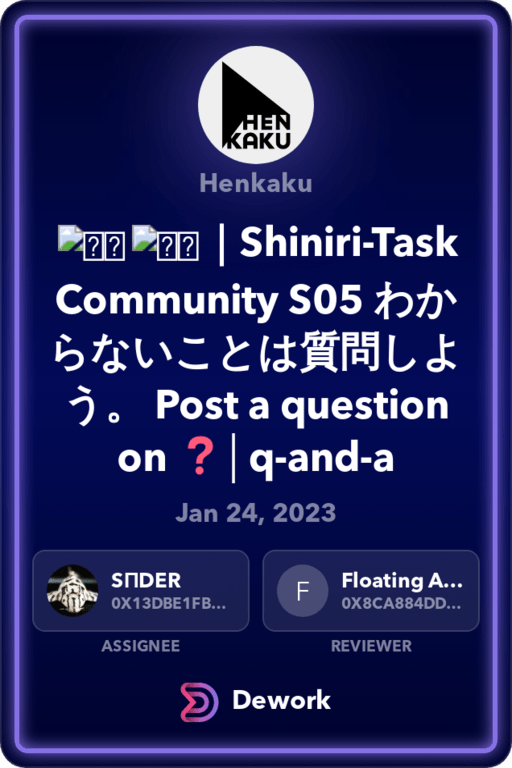 HEN
KAKU
Henkaku
| Shiniri-Task
Community S05 わか
らないことは質問しよ
う。 Post a question
on ❓│q-and-a
Jan 24, 2023
SΠDER
0X13DBE1FB...
ASSIGNEE
F
Floating A...
0X8CA884DD...
REVIEWER
Dework